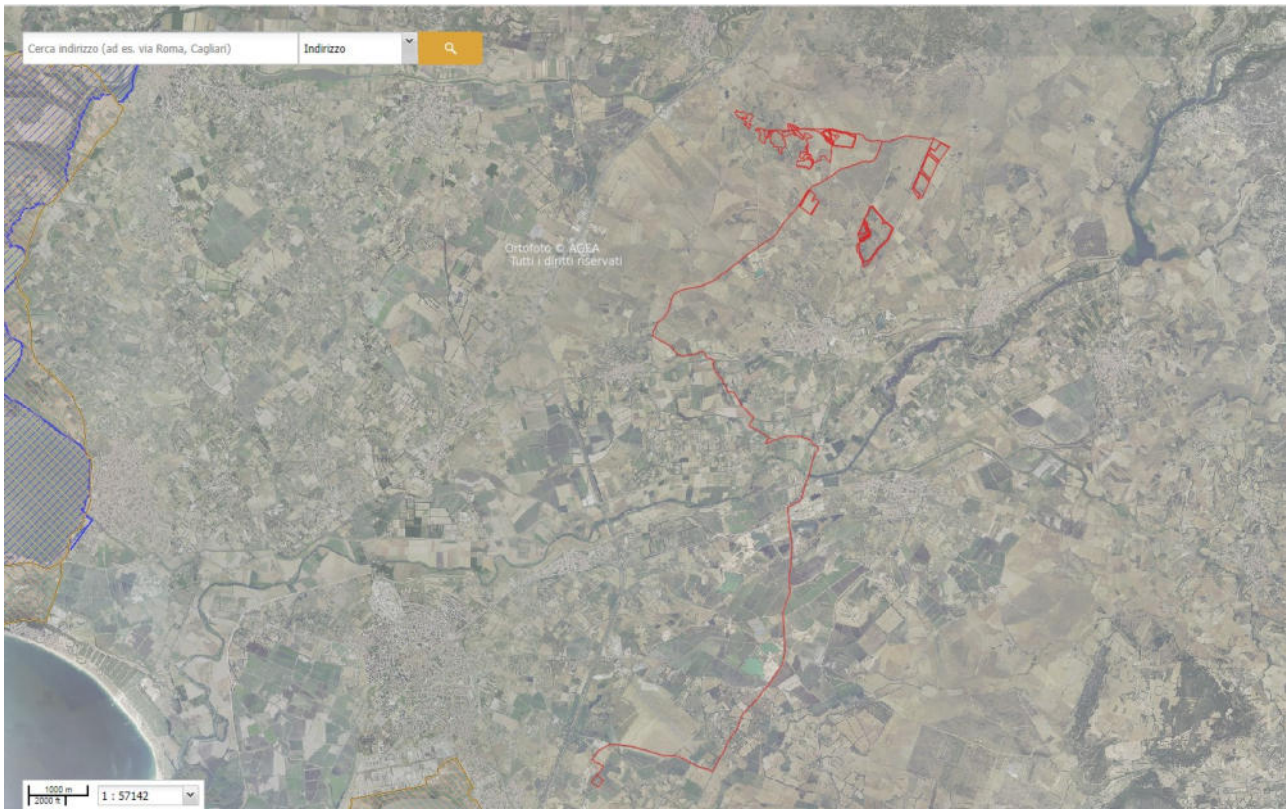 Cerca indirizzo (ad es. via Roma, Cagliari)
Indirizzo
Ortofoto © AGEA
Tutti i diritti riservati
1000 m
2000 ft
1 : 57142